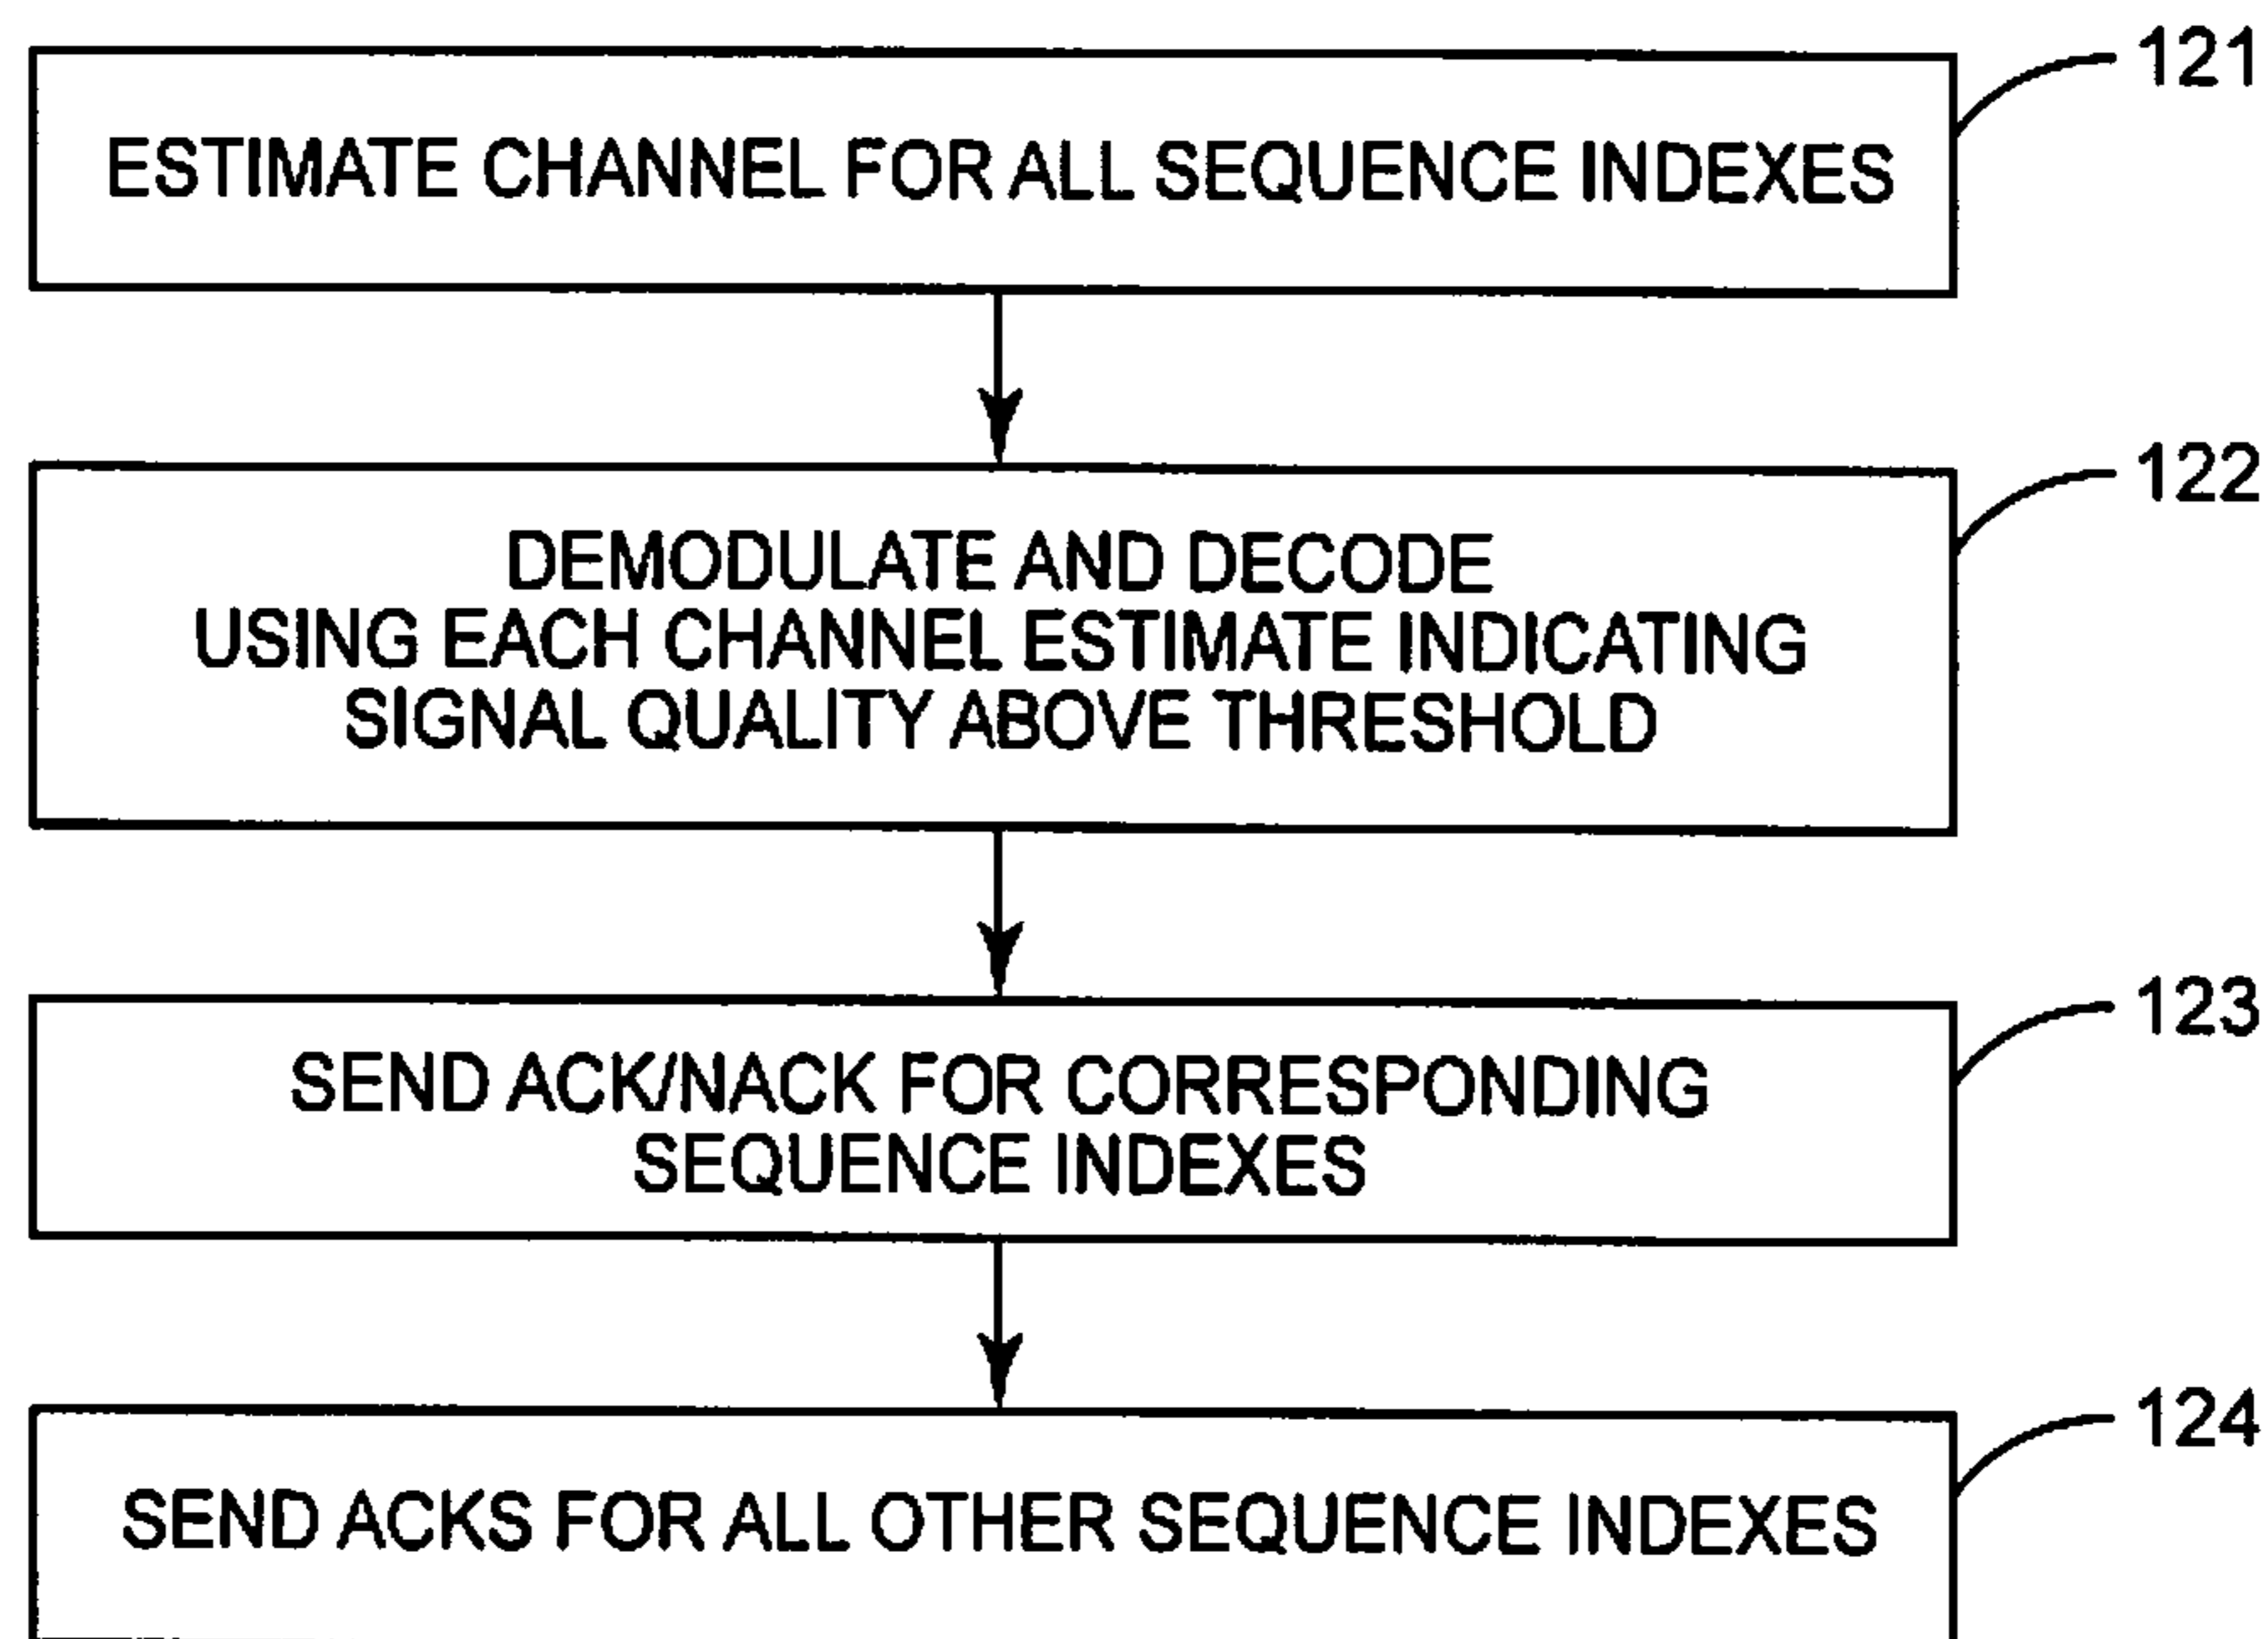 121
ESTIMATE CHANNEL FOR ALL SEQUENCE INDEXES
122
DEMODULATE AND DECODE
USING EACH CHANNEL ESTIMATE INDICATING
SIGNAL QUALITY ABOVE THRESHOLD
123
SEND ACK/NACK FOR CORRESPONDING
SEQUENCE INDEXES
124
SEND ACKS FOR ALL OTHER SEQUENCE INDEXES